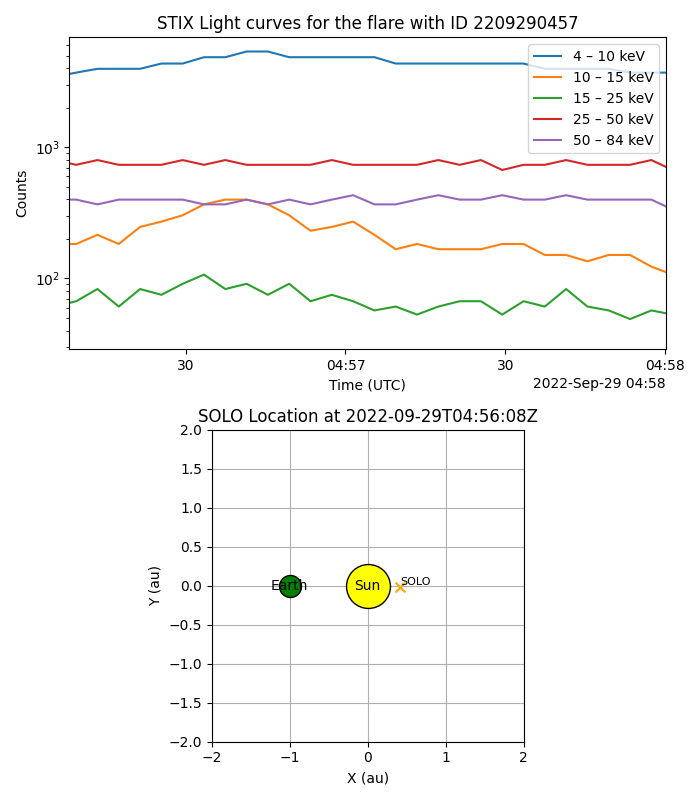 STIX Light curves for the flare with ID 2209290457
4 – 10 keV
10 – 15 keV
15 – 25 keV
25 – 50 keV
50 – 84 keV
Counts
10³
10²
30
04:57
30
04:58
Time (UTC)
2022-Sep-29 04:58
SOLO Location at 2022-09-29T04:56:08Z
Y (au)
2.0
1.5
1.0
0.5
0.0
−0.5
−1.0
−1.5
−2.0
Earth
Sun
SOLO
−2
−1
0
1
2
X (au)